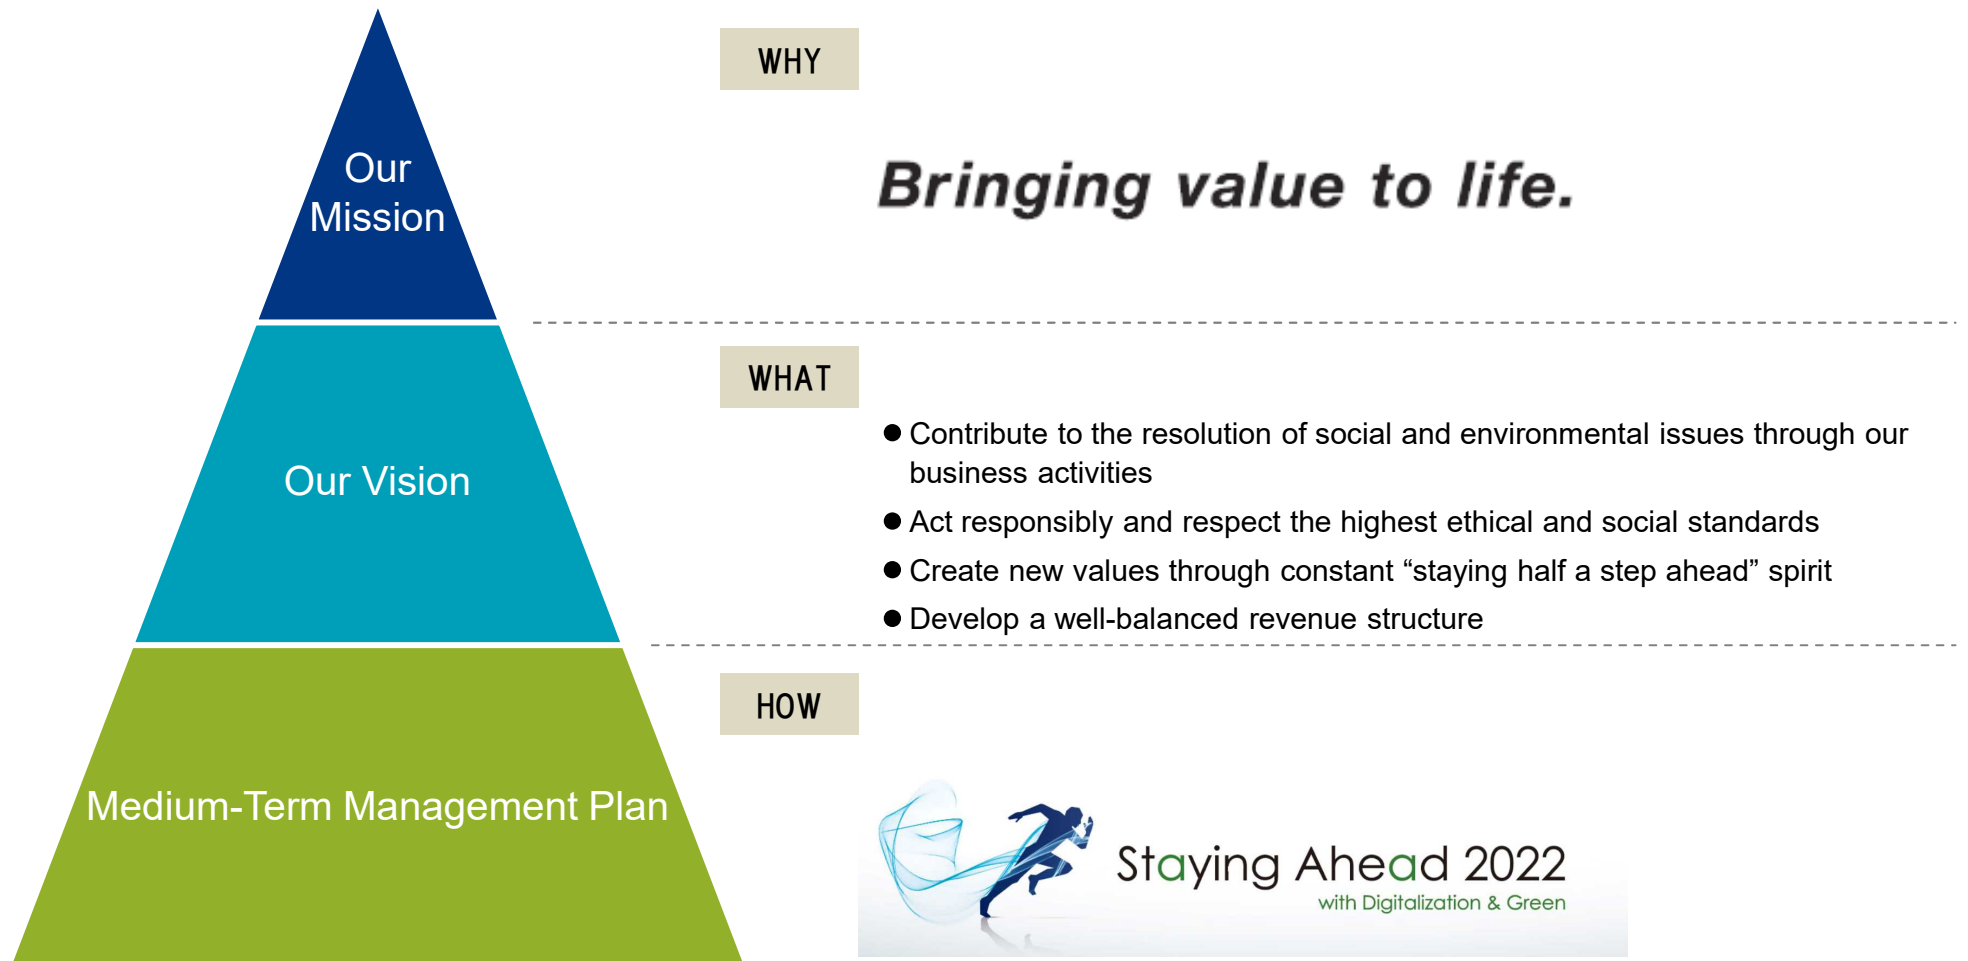 Our
Mission
WHY
Bringing value to life.
Our Vision
WHAT
● Contribute to the resolution of social and environmental issues through our
business activities
● Act responsibly and respect the highest ethical and social standards
● Create new values through constant “staying half a step ahead” spirit
● Develop a well-balanced revenue structure
Medium-Term Management Plan
HOW
Staying Ahead 2022
with Digitalization & Green